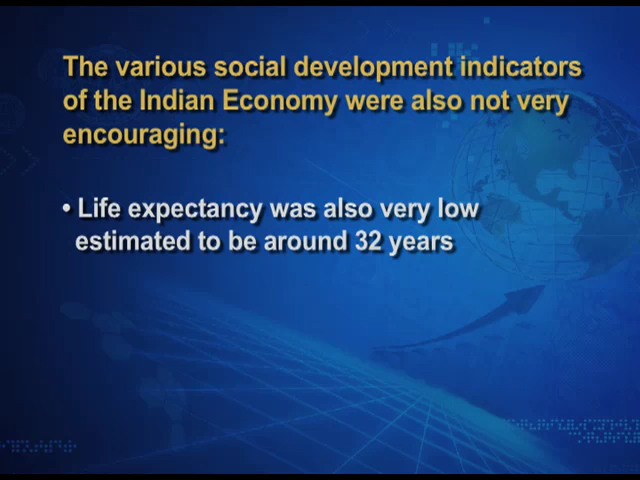 The various social development indicators
of the Indian Economy were also not very
encouraging:
• Life expectancy was also very low
estimated to be around 32 years